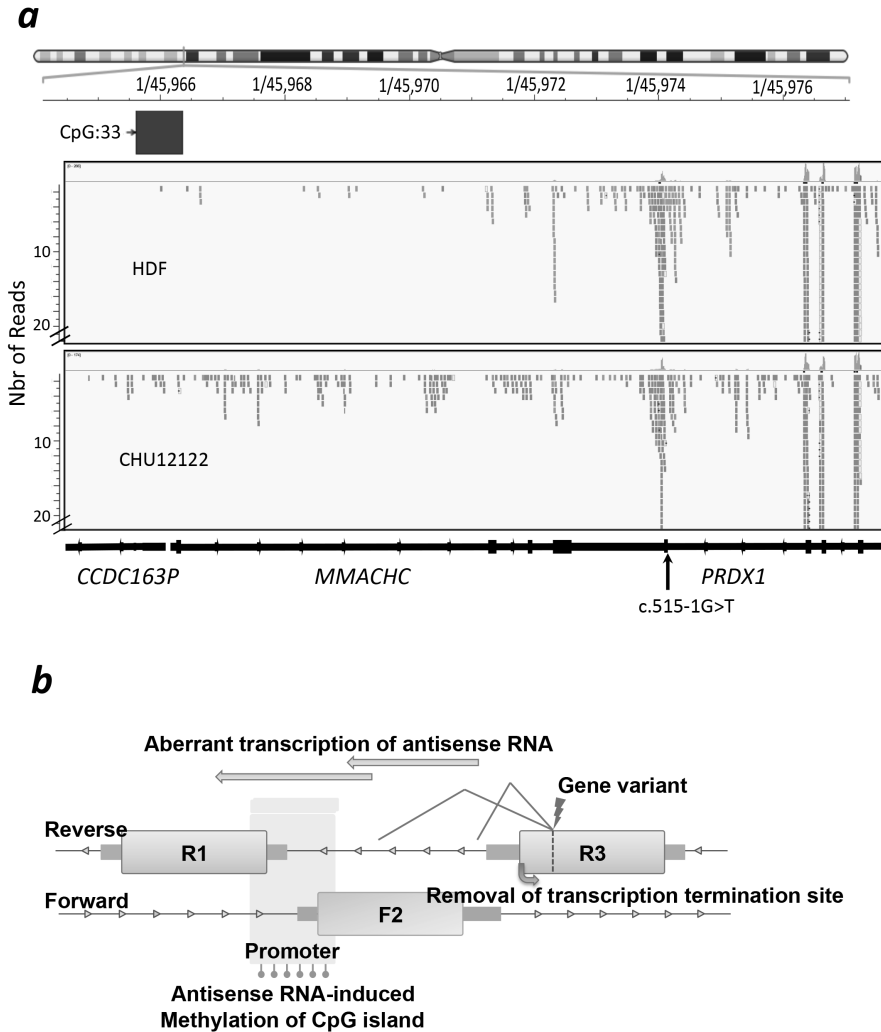 a
1/45,966 1/45,968 1/45,970 1/45,972 1/45,974 1/45,976
CpG:33
Nbr of Reads
10
HDF
20
10
CHU12122
20
CCDC163P MMACHC PRDX1
c.515-1G>T
b
Aberrant transcription of antisense RNA
Gene variant
Reverse
R1 R3
Forward
Removal of transcription termination site
F2
Promoter
Antisense RNA-induced
Methylation of CpG island